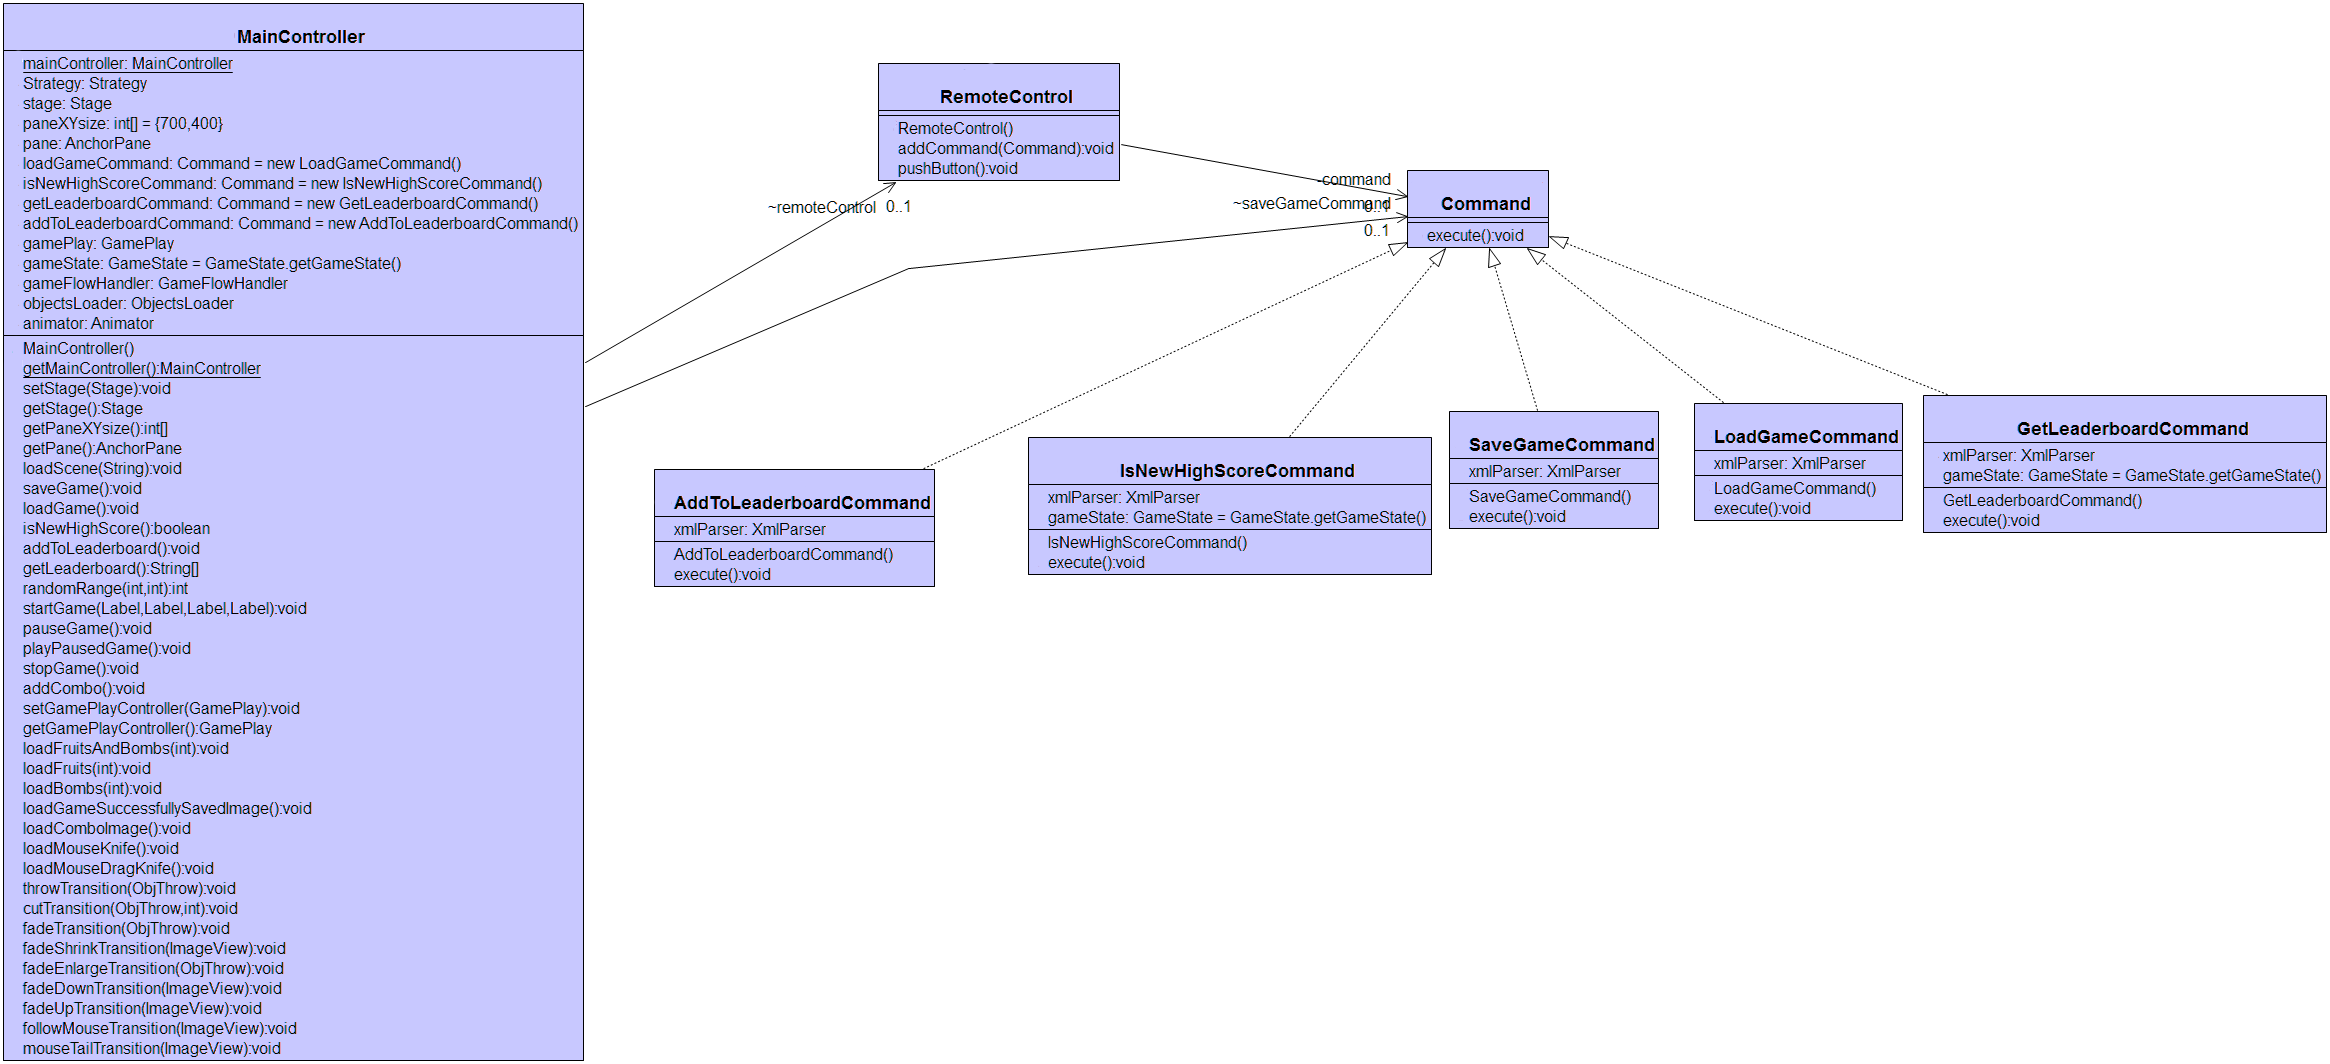 MainController
mainController: MainController
Strategy: Strategy
stage: Stage
paneXYsize: int[] = {700,400}
pane: AnchorPane
loadGameCommand: Command = new LoadGameCommand()
isNewHighScoreCommand: Command = new IsNewHighScoreCommand()
getLeaderboardCommand: Command = new GetLeaderboardCommand()
addToLeaderboardCommand: Command = new AddToLeaderboardCommand()
gamePlay: GamePlay
gameState: GameState = GameState.getGameState()
gameFlowHandler: GameFlowHandler
objectsLoader: ObjectsLoader
animator: Animator
MainController()
getMainController():MainController
setStage(Stage):void
getStage():Stage
getPaneXYsize():int[]
getPane():AnchorPane
loadScene(String):void
saveGame():void
loadGame():void
isNewHighScore():boolean
addToLeaderboard():void
getLeaderboard():String[]
randomRange(int,int):int
startGame(Label,Label,Label,Label):void
pauseGame():void
playPausedGame():void
stopGame():void
addCombo():void
setGamePlayController(GamePlay):void
getGamePlayController():GamePlay
loadFruitsAndBombs(int):void
loadFruits(int):void
loadBombs(int):void
loadGameSuccessfullySavedImage():void
loadComboImage():void
loadMouseKnife():void
loadMouseDragKnife():void
throwTransition(ObjThrow):void
cutTransition(ObjThrow,int):void
fadeTransition(ObjThrow):void
fadeShrinkTransition(ImageView):void
fadeEnlargeTransition(ObjThrow):void
fadeDownTransition(ImageView):void
fadeUpTransition(ImageView):void
followMouseTransition(ImageView):void
mouseTailTransition(ImageView):void
RemoteControl
RemoteControl()
addCommand(Command):void
pushButton():void
~remoteControl 0..1
-command
0..1
~saveGameCommand
0..1
Command
execute():void
AddToLeaderboardCommand
xmlParser: XmlParser
AddToLeaderboardCommand()
execute():void
IsNewHighScoreCommand
xmlParser: XmlParser
gameState: GameState = GameState.getGameState()
IsNewHighScoreCommand()
execute():void
SaveGameCommand
xmlParser: XmlParser
SaveGameCommand()
execute():void
LoadGameCommand
xmlParser: XmlParser
LoadGameCommand()
execute():void
GetLeaderboardCommand
xmlParser: XmlParser
gameState: GameState = GameState.getGameState()
GetLeaderboardCommand()
execute():void